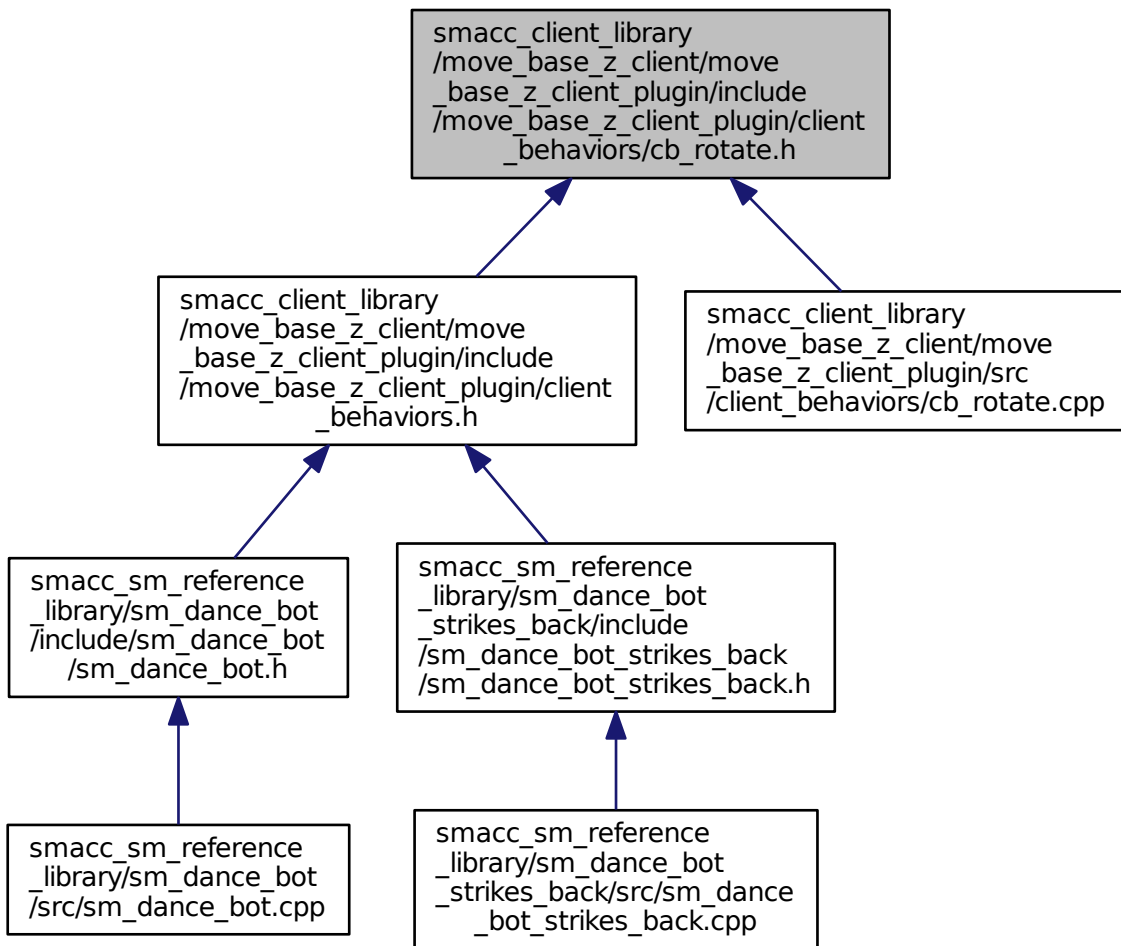 smacc_client_library
/move_base_z_client/move
_base_z_client_plugin/include
/move_base_z_client_plugin/client
_behaviors/cb_rotate.h
smacc_client_library
/move_base_z_client/move
_base_z_client_plugin/include
/move_base_z_client_plugin/client
_behaviors.h
smacc_client_library
/move_base_z_client/move
_base_z_client_plugin/src
/client_behaviors/cb_rotate.cpp
smacc_sm_reference
_library/sm_dance_bot
/include/sm_dance_bot
/sm_dance_bot.h
smacc_sm_reference
_library/sm_dance_bot
_strikes_back/include
/sm_dance_bot_strikes_back
/sm_dance_bot_strikes_back.h
smacc_sm_reference
_library/sm_dance_bot
/src/sm_dance_bot.cpp
smacc_sm_reference
_library/sm_dance_bot
_strikes_back/src/sm_dance
_bot_strikes_back.cpp